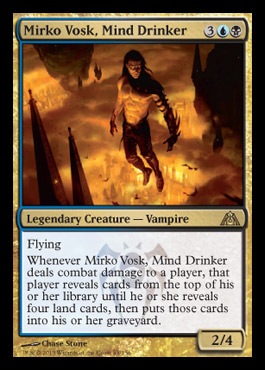 Mirko Vosk, Mind Drinker 3
Legendary Creature — Vampire
Flying
Whenever Mirko Vosk, Mind Drinker
deals combat damage to a player, that
player reveals cards from the top of his
or her library until he or she reveals
four land cards, then puts those cards
into his or her graveyard.
2/4
Chase Stone